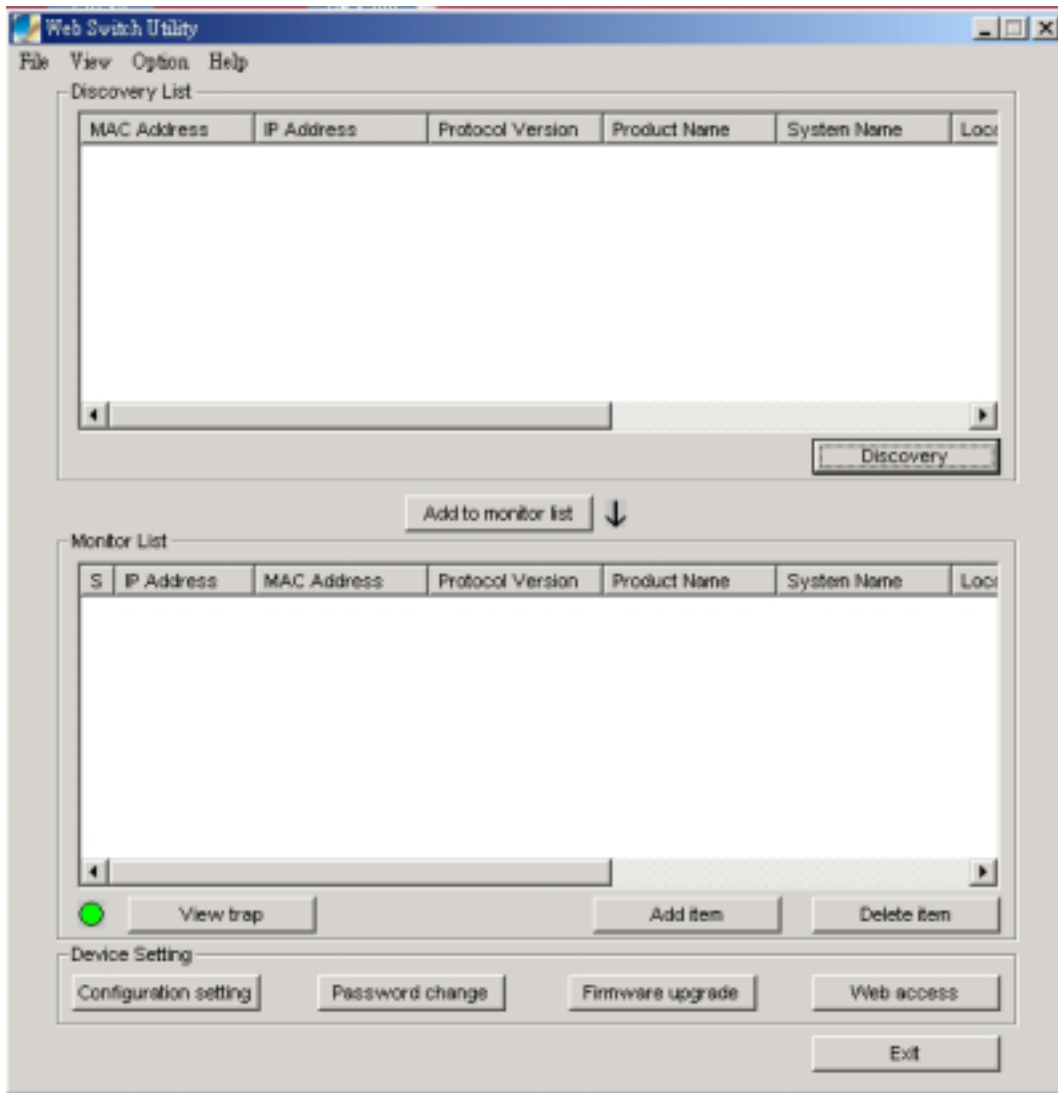 Web Switch Utility
File View Option Help
Discovery List
MAC Address IP Address Protocol Version Product Name System Name Loca
Discovery
Add to monitor list
Monitor List
S IP Address MAC Address Protocol Version Product Name System Name Loca
View trap Add item Delete item
Device Setting
Configuration setting Password change Firmware upgrade Web access
Exit